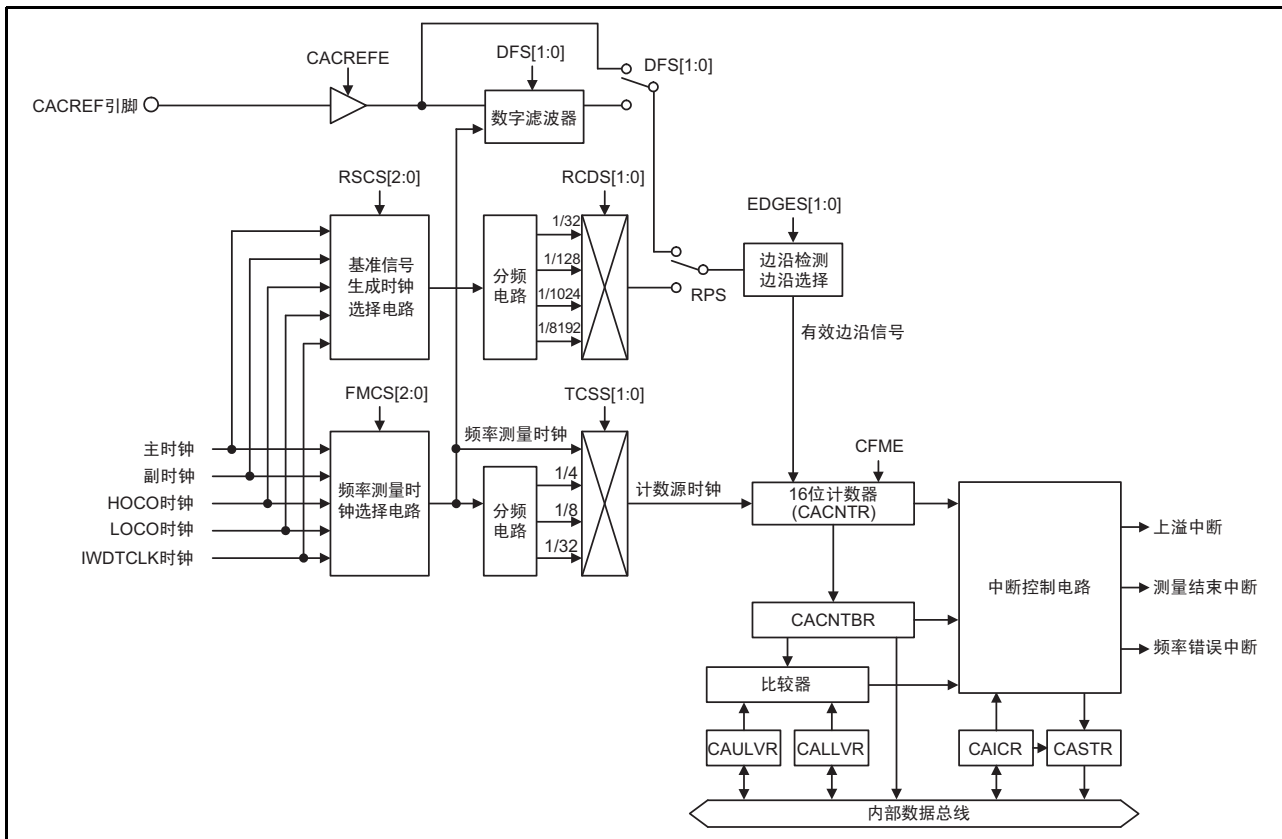 CACREFE
DFS[1:0]
DFS[1:0]
CACREF引脚
数字滤波器
RSCS[2:0]
RCDS[1:0]
EDGES[1:0]
基准信号
生成时钟
选择电路
分频
电路
1/32
1/128
1/1024
1/8192
RPS
边沿检测
边沿选择
有效边沿信号
FMCS[2:0]
TCSS[1:0]
频率测量时钟
CFME
主时钟
副时钟
HOCO时钟
LOCO时钟
IWDTCLK时钟
频率测量时
钟选择电路
分频
电路
1/4
1/8
1/32
计数源时钟
16位计数器
(CACNTR)
中断控制电路
上溢中断
测量结束中断
频率错误中断
CACNTBR
比较器
CAULVR
CALLVR
CAICR
CASTR
内部数据总线